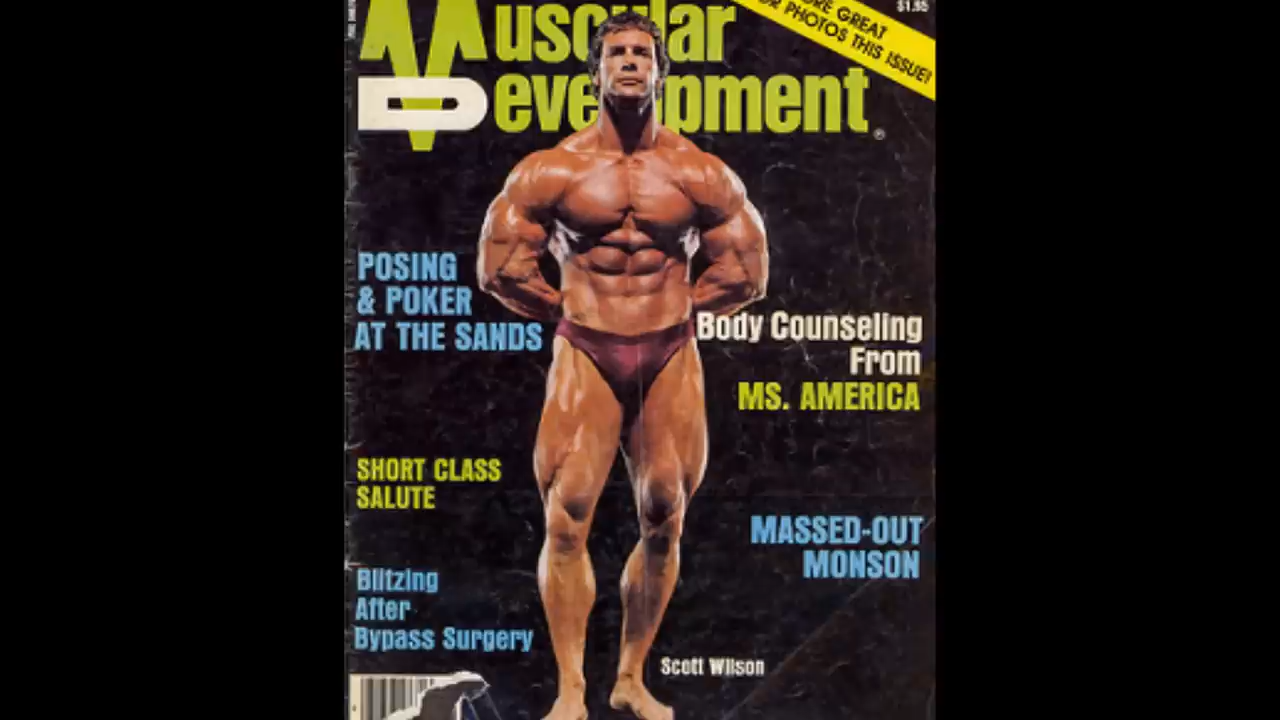 $1.95
GREAT
PHOTOS THIS ISSUE!
Muscular
Development
POSING
& POKER
AT THE SANDS
Body Counseling
From
MS. AMERICA
SHORT CLASS
SALUTE
MASSED-OUT
MONSON
Blitzing
After
Bypass Surgery
Scott Wilson